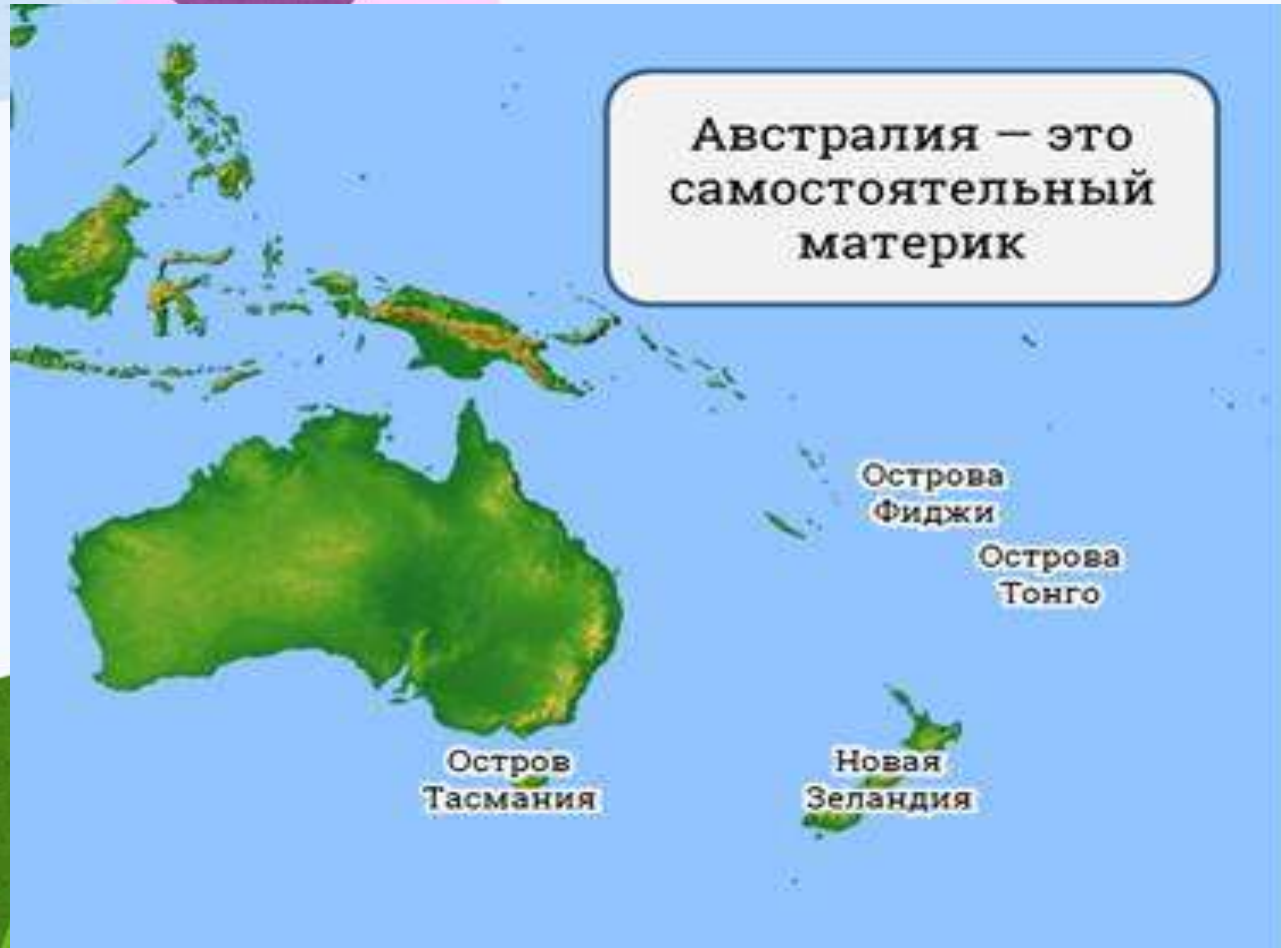 Австралия — это
самостоятельный
материк
Острова
Фиджи
Острова
Тонго
Остров
Тасмания
Новая
Зеландия